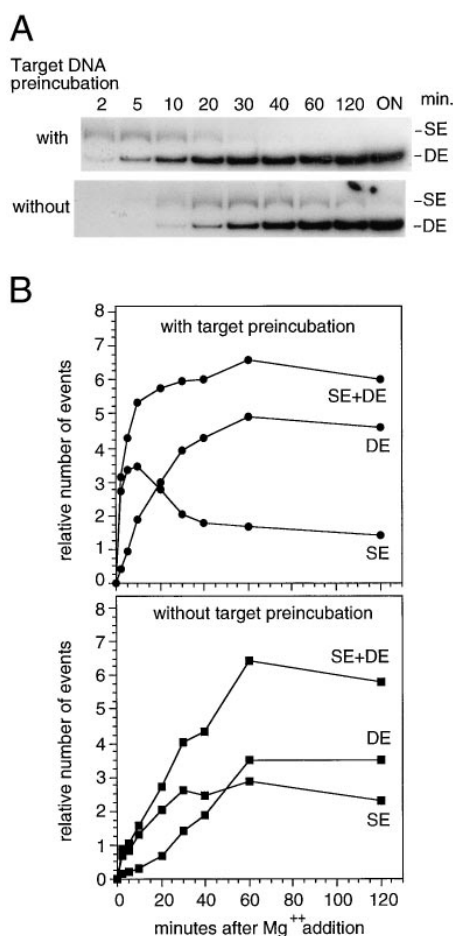 A
Target DNA
preincubation
2 5 10 20 30 40 60 120 ON min.
with
-SE
-DE
without
-SE
-DE
B
8
7
6
5
4
3
2
1
0
relative number of events
with target preincubation
SE+DE
DE
SE
8
7
6
5
4
3
2
1
0
relative number of events
without target preincubation
SE+DE
DE
SE
0 20 40 60 80 100 120
minutes after Mg++ addition